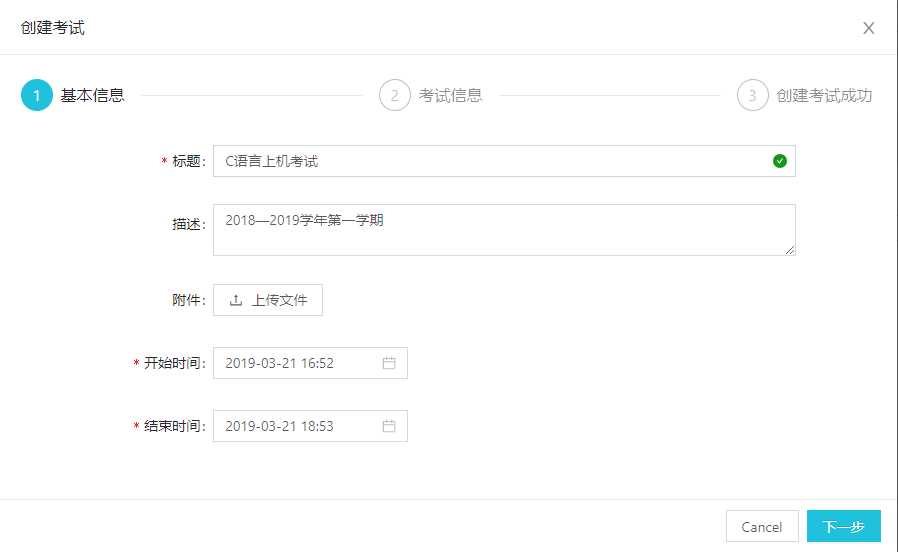 创建考试
1 基本信息 2 考试信息 3 创建考试成功
* 标题: C语言上机考试
描述: 2018—2019学年第一学期
附件: 上传文件
* 开始时间: 2019-03-21 16:52
* 结束时间: 2019-03-21 18:53
Cancel 下一步